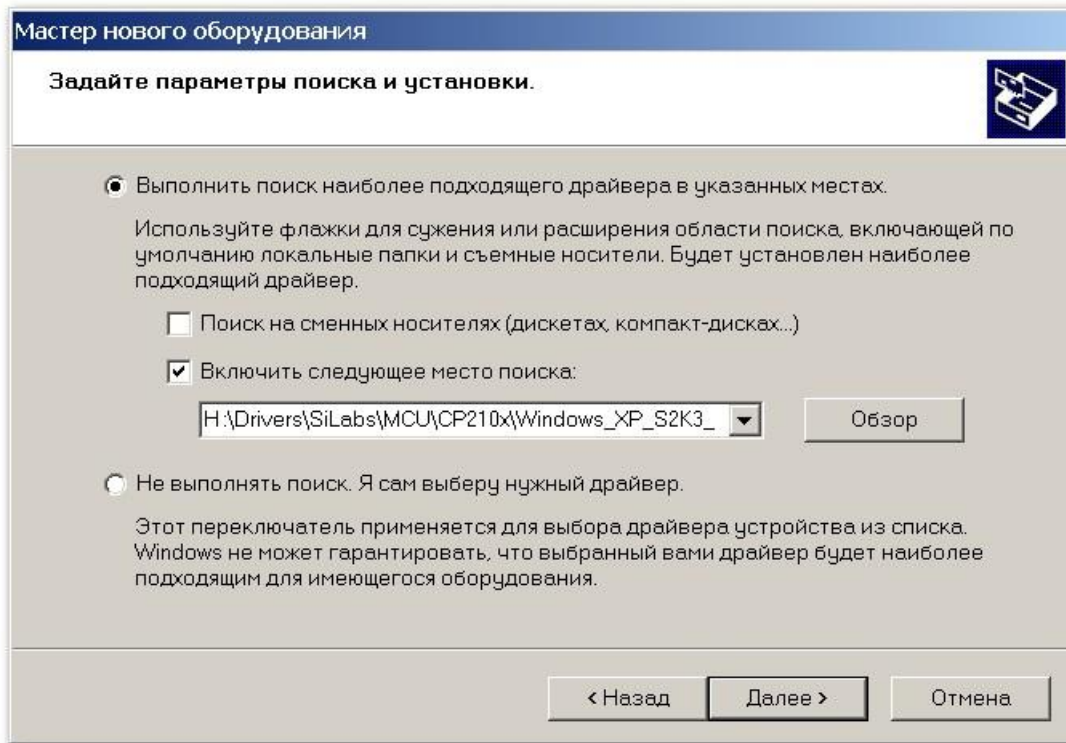 Мастер нового оборудования
Задайте параметры поиска и установки.
Выполнить поиск наиболее подходящего драйвера в указанных местах.
Используйте флажки для сужения или расширения области поиска, включающей по
умолчанию локальные папки и съемные носители. Будет установлен наиболее
подходящий драйвер.
Поиск на сменных носителях (дискетах, компакт-дисках...)
Включить следующее место поиска:
H:\Drivers\SiLabs\MCU\CP210x\Windows_XP_S2K3_
Обзор
Не выполнять поиск. Я сам выберу нужный драйвер.
Этот переключатель применяется для выбора драйвера устройства из списка.
Windows не может гарантировать, что выбранный вами драйвер будет наиболее
подходящим для имеющегося оборудования.
< Назад
Далее >
Отмена